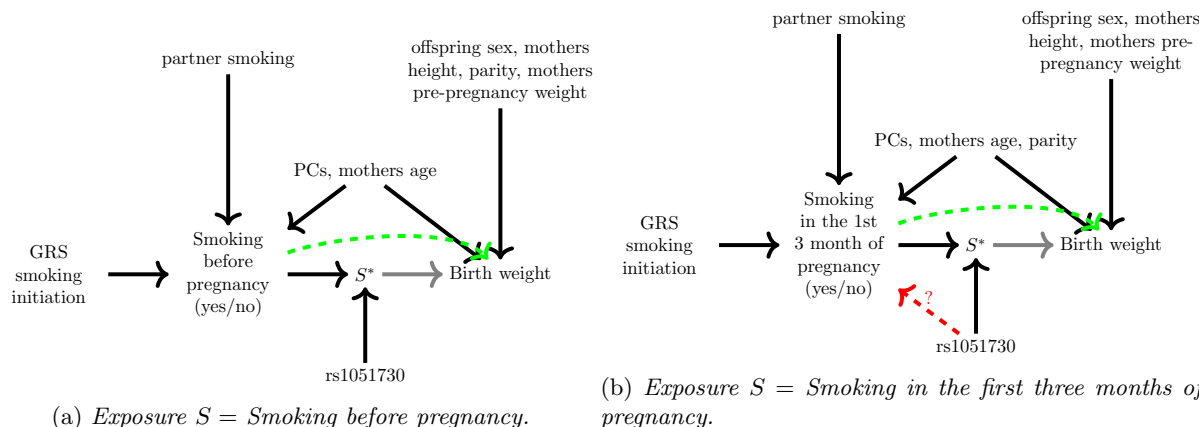 partner smoking
offspring sex, mothers
height, parity, mothers
pre-pregnancy weight
PCs, mothers age
GRS
smoking
initiation
Smoking
before
pregnancy
(yes/no)
S*
Birth weight
rs1051730
(a) Exposure S = Smoking before pregnancy.
partner smoking
offspring sex, mothers
height, mothers pre-
pregnancy weight
PCs, mothers age, parity
GRS
smoking
initiation
Smoking
in the 1st
3 month of
pregnancy
(yes/no)
S*
Birth weight
?
rs1051730
(b) Exposure S = Smoking in the first three months of
pregnancy.